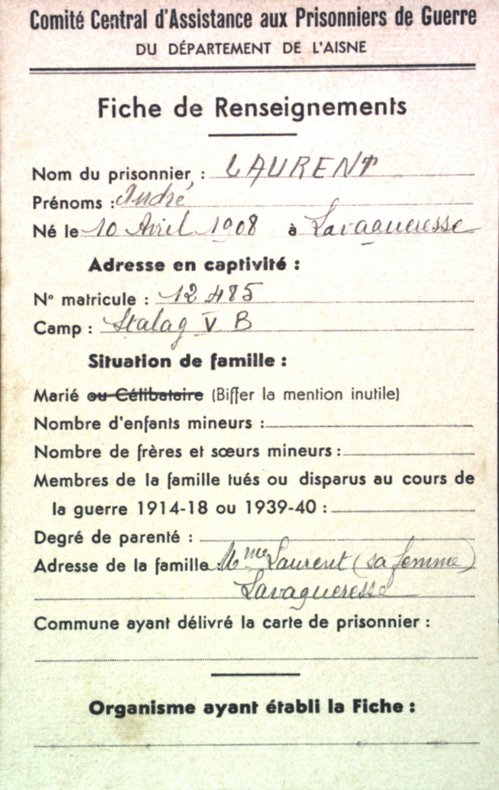 Comité Central d'Assistance aux Prisonniers de Guerre
DU DÉPARTEMENT DE L'AISNE
Fiche de Renseignements
Nom du prisonnier : LAURENT
Prénoms : André
Né le 10 Avril 1908 à Lavaqueresse
Adresse en captivité :
N° matricule : 12 485
Camp : Stalag V B
Situation de famille :
Marié ou Célibataire (Biffer la mention inutile)
Nombre d'enfants mineurs :
Nombre de frères et sœurs mineurs :
Membres de la famille tués ou disparus au cours de
la guerre 1914-18 ou 1939-40 :
Degré de parenté :
Adresse de la famille : Mme Laurent (sa femme)
Lavaqueresse
Commune ayant délivré la carte de prisonnier :
Organisme ayant établi la Fiche :